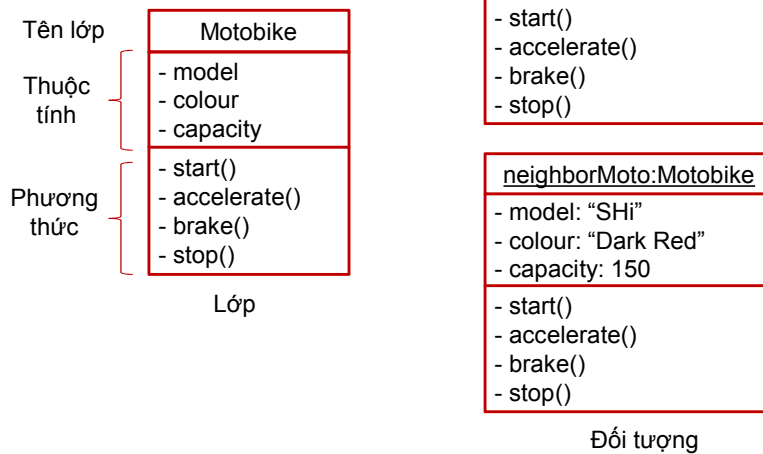 Tên lớp
Motobike
Thuộc
tính
- model
- colour
- capacity
Phương
thức
- start()
- accelerate()
- brake()
- stop()
Lớp
- start()
- accelerate()
- brake()
- stop()
neighborMoto:Motobike
- model: “SHi”
- colour: “Dark Red”
- capacity: 150
- start()
- accelerate()
- brake()
- stop()
Đối tượng